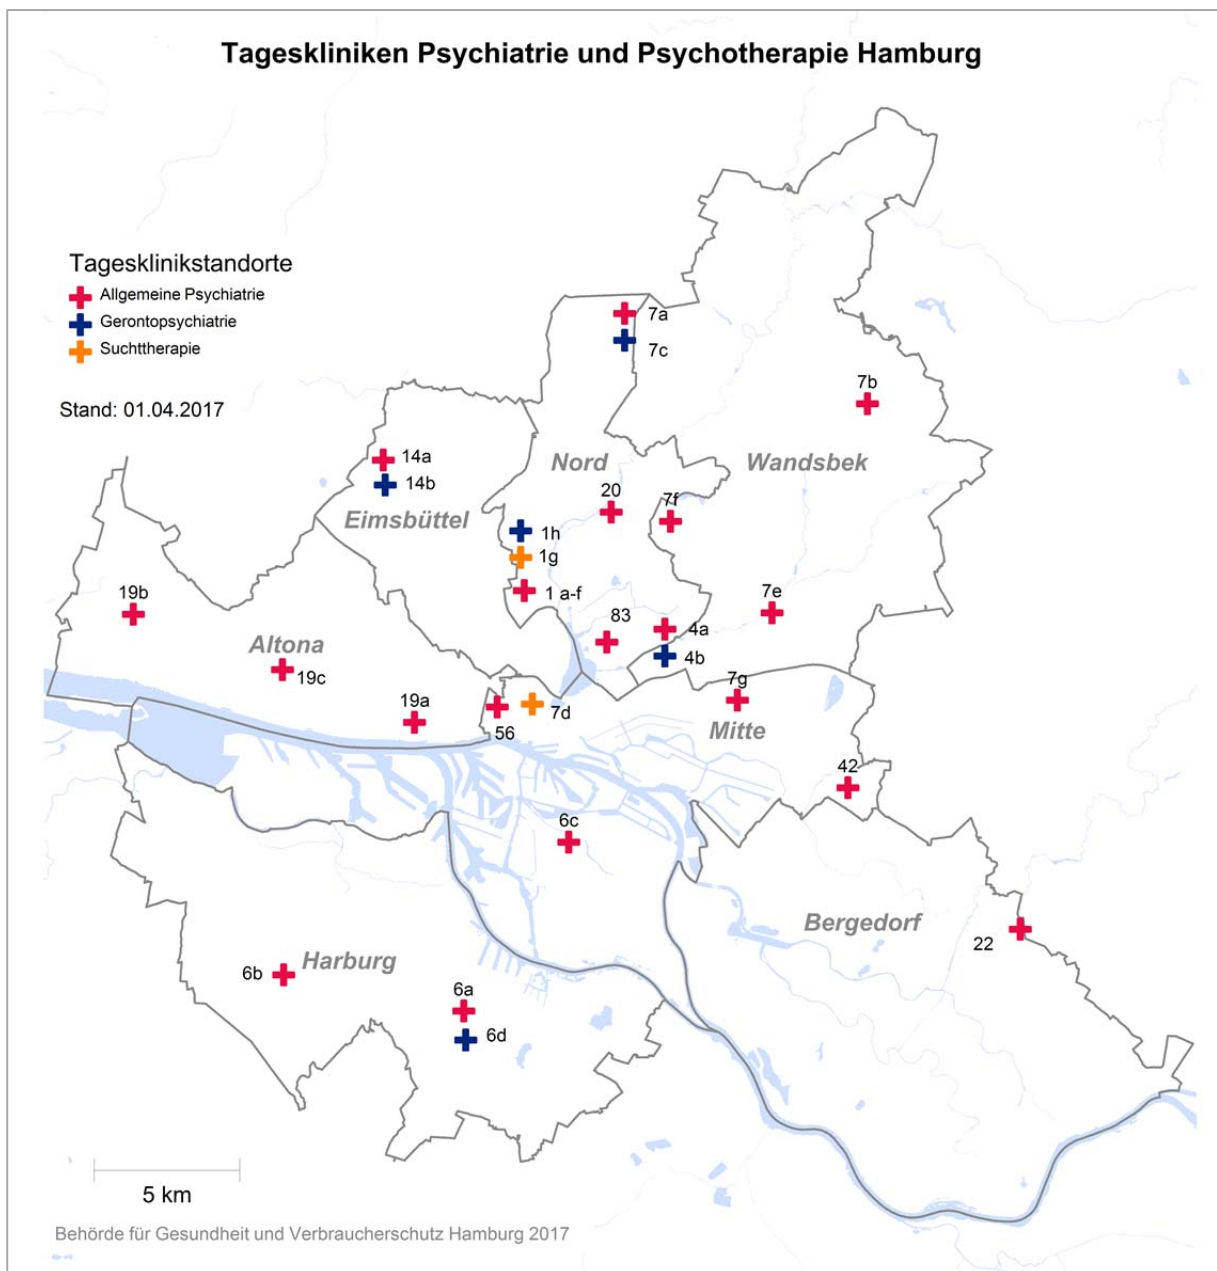 Tageskliniken Psychiatrie und Psychotherapie Hamburg
Tagesklinikstandorte
Allgemeine Psychiatrie
Gerontopsychiatrie
Suchttherapie
Stand: 01.04.2017
7a
7c
7b
14a
14b
Nord
Wandsbek
20
7f
Eimsbüttel
1h
1g
1 a-f
19b
83
7e
4a
4b
Altona
19c
19a
56
7d
7g
Mitte
42
6c
Bergedorf
22
6b
Harburg
6a
6d
5 km
Behörde für Gesundheit und Verbraucherschutz Hamburg 2017